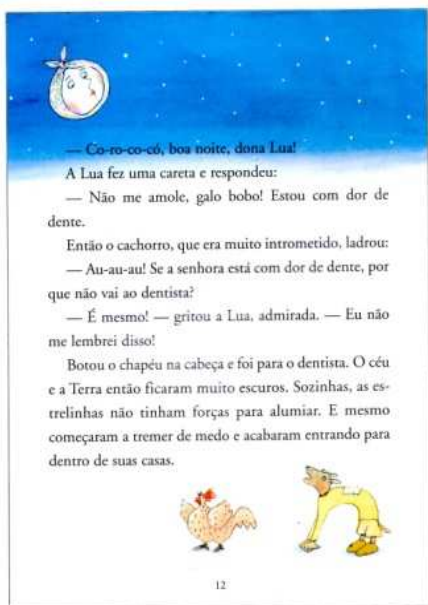 — Co-ro-co-có, boa noite, dona Lua!
A Lua fez uma careta e respondeu:
— Não me amole, galo bobo! Estou com dor de
dente.
Então o cachorro, que era muito intrometido, ladrou:
— Au-au-au! Se a senhora está com dor de dente, por
que não vai ao dentista?
— É mesmo! — gritou a Lua, admirada. — Eu não
me lembrei disso!
Botou o chapéu na cabeça e foi para o dentista. O céu
e a Terra então ficaram muito escuros. Sozinhas, as es-
trelinhas não tinham forças para alumiar. E mesmo
começaram a tremer de medo e acabaram entrando para
dentro de suas casas.
12